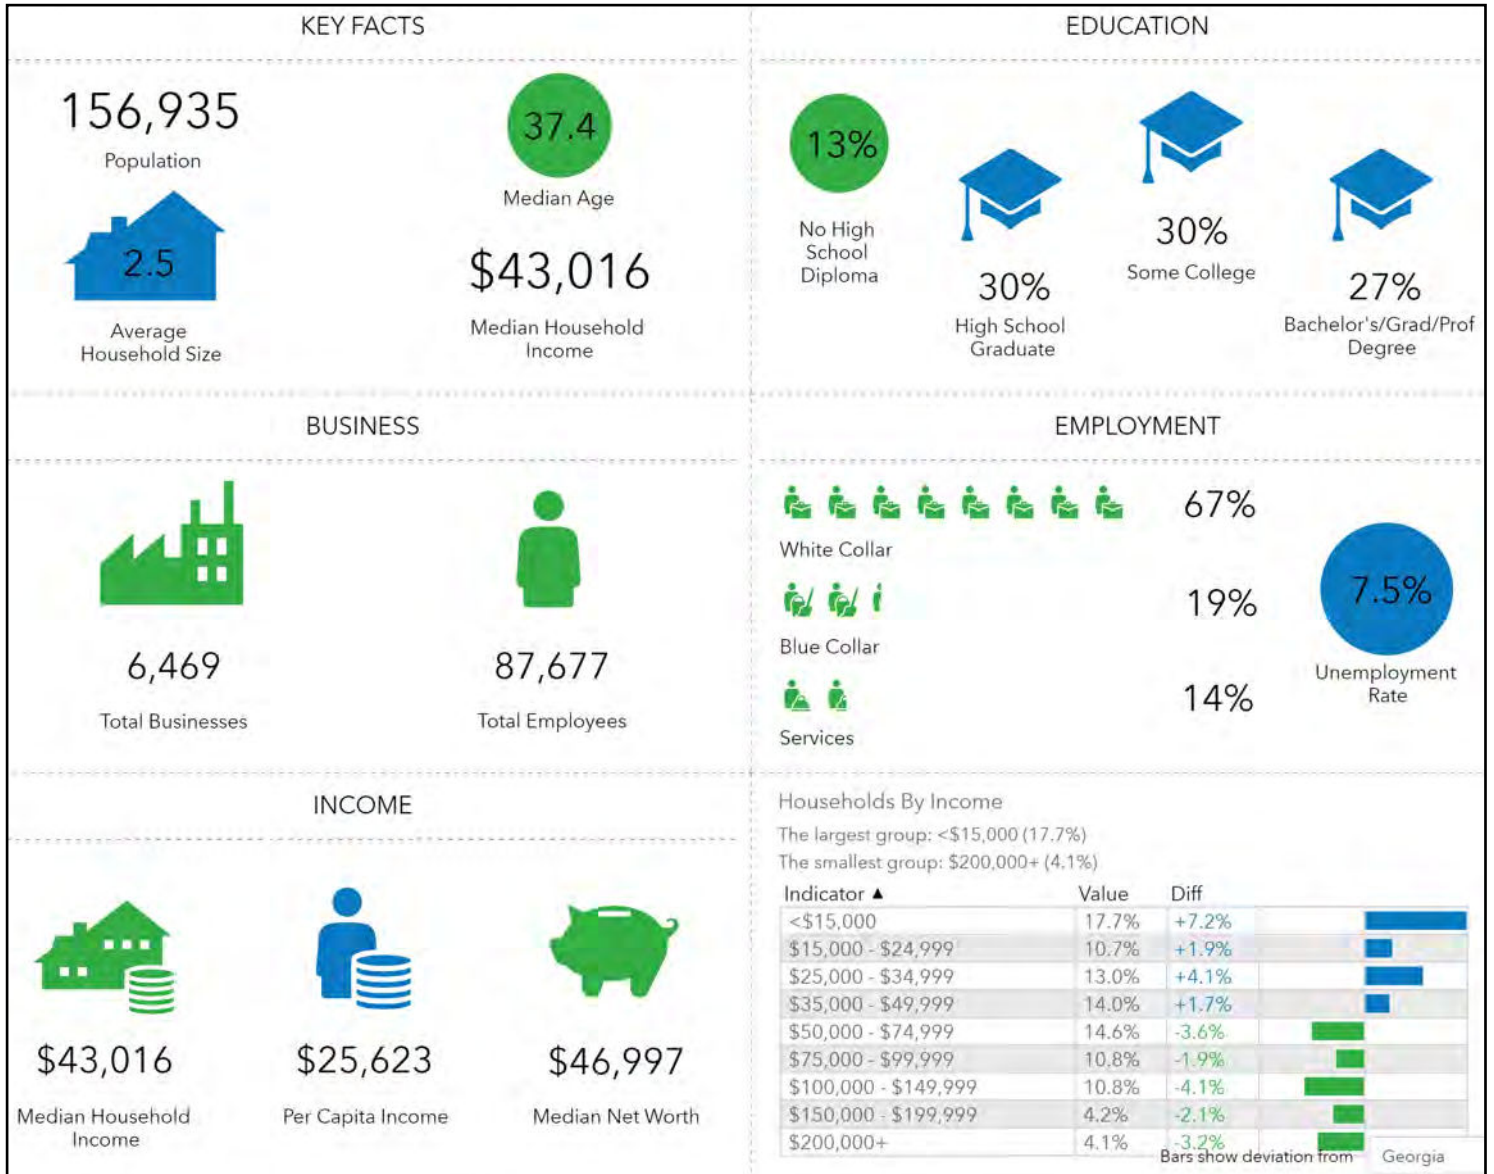 KEY FACTS
156,935
Population
37.4
Median Age
2.5
Average
Household Size
$43,016
Median Household
Income
EDUCATION
13%
No High
School
Diploma
30%
High School
Graduate
30%
Some College
27%
Bachelor's/Grad/Prof
Degree
BUSINESS
6,469
Total Businesses
87,677
Total Employees
EMPLOYMENT
67%
White Collar
19%
Blue Collar
14%
Services
7.5%
Unemployment
Rate
INCOME
$43,016
Median Household
Income
$25,623
Per Capita Income
$46,997
Median Net Worth
Households By Income
The largest group: <$15,000 (17.7%)
The smallest group: $200,000+ (4.1%)
Indicator ▲ Value Diff
<$15,000 17.7% +7.2%
$15,000 - $24,999 10.7% +1.9%
$25,000 - $34,999 13.0% +4.1%
$35,000 - $49,999 14.0% +1.7%
$50,000 - $74,999 14.6% -3.6%
$75,000 - $99,999 10.8% -1.9%
$100,000 - $149,999 10.8% -4.1%
$150,000 - $199,999 4.2% -2.1%
$200,000+ 4.1% -3.2%
Bars show deviation from Georgia